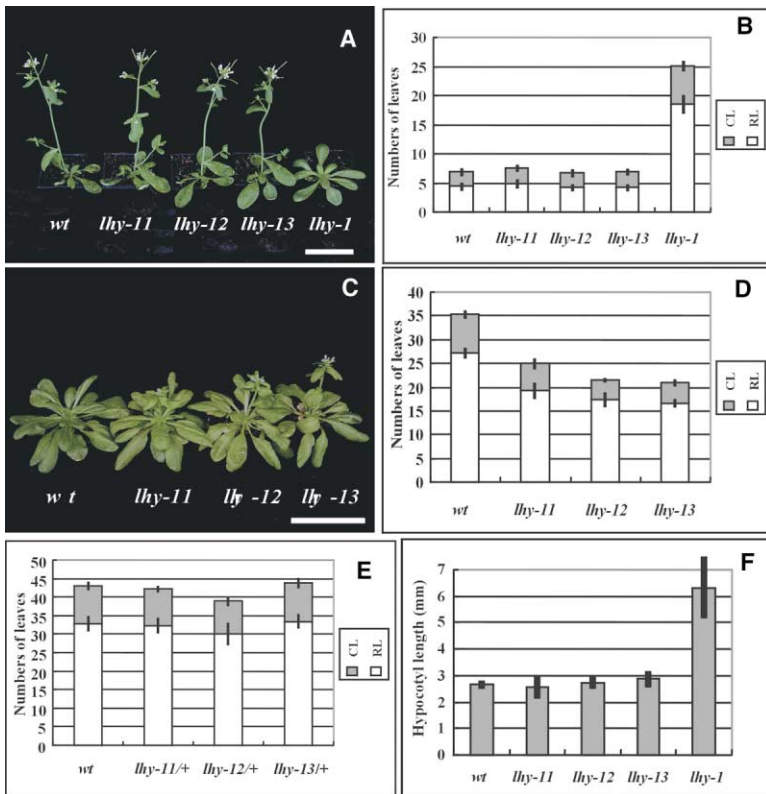 A
wt lhy-11 lhy-12 lhy-13 lhy-1
B
Numbers of leaves
30
25
20
15
10
5
0
wt lhy-11 lhy-12 lhy-13 lhy-1
CL
RL
C
w t lhy-11 lhy -12 lhy -13
D
Numbers of leaves
40
35
30
25
20
15
10
5
0
wt lhy-11 lhy-12 lhy-13
CL
RL
E
Numbers of leaves
50
45
40
35
30
25
20
15
10
5
0
wt lhy-11/+ lhy-12/+ lhy-13/+
CL
RL
F
Hypocotyl length (mm)
7
6
5
4
3
2
1
0
wt lhy-11 lhy-12 lhy-13 lhy-1